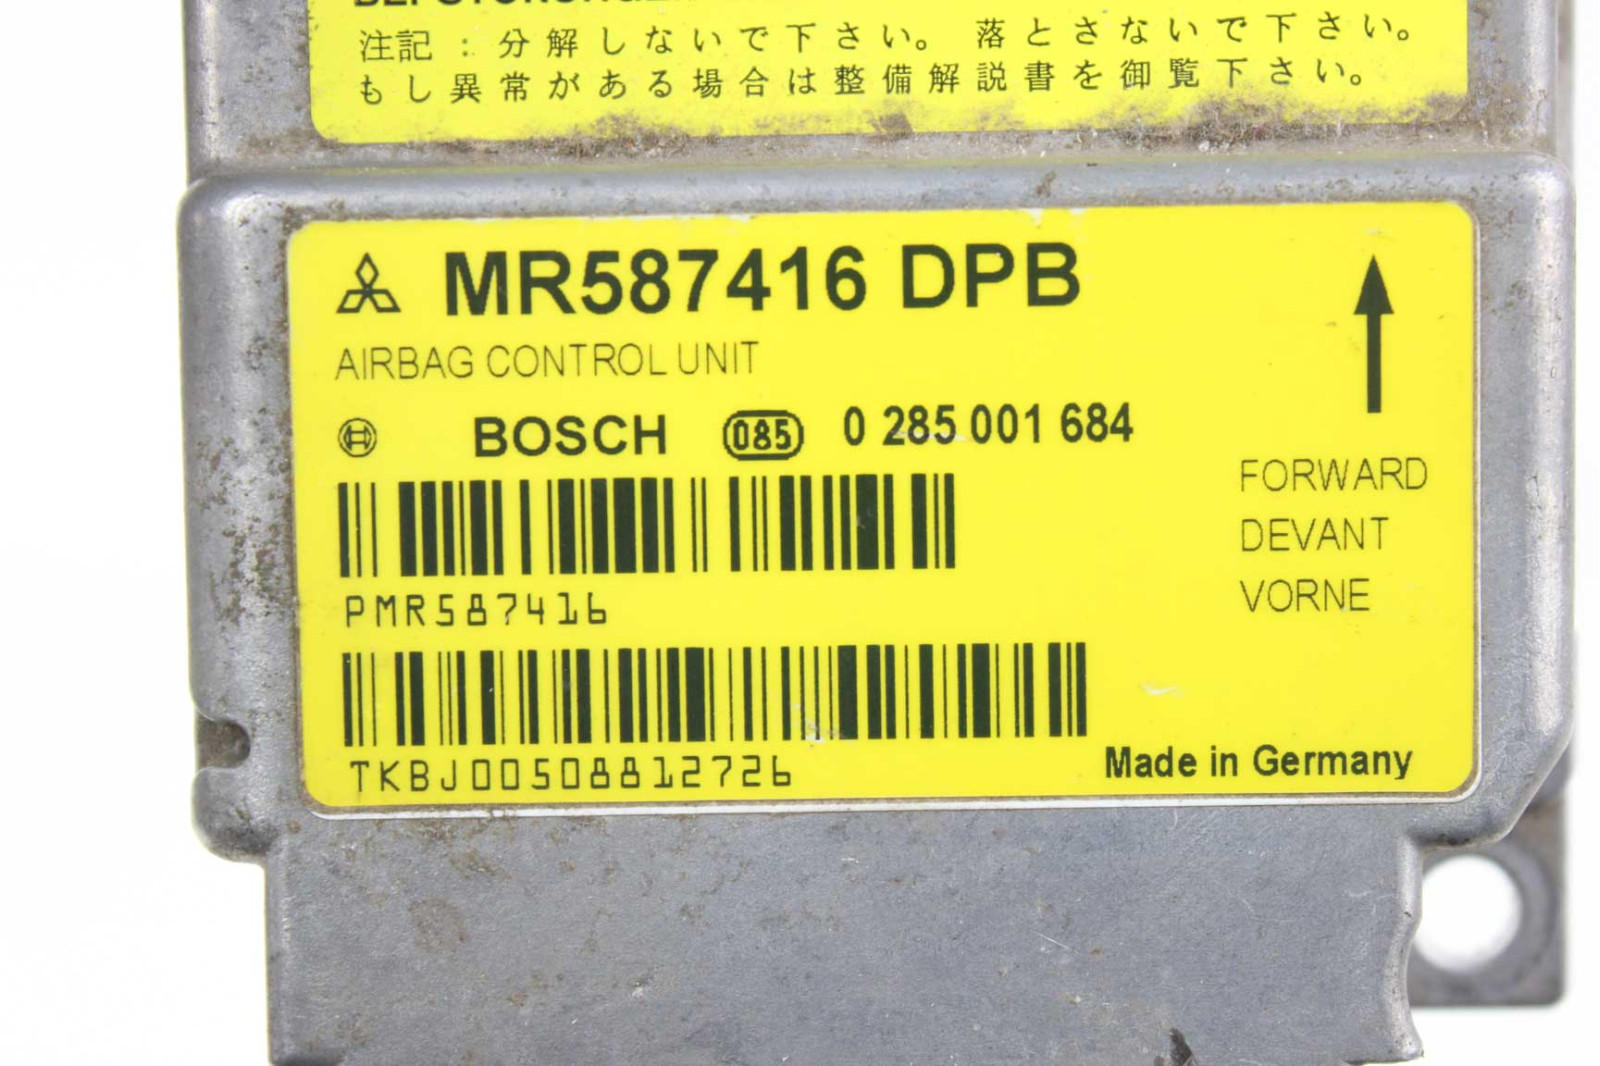 注記：分解しないで下さい。落とさないで下さい。
もし異常がある場合は整備解説書を御覧下さい。
MR587416 DPB
AIRBAG CONTROL UNIT
BOSCH 085 0 285 001 684
PMR587416
FORWARD
DEVANT
VORNE
TKBJ00508812726
Made in Germany